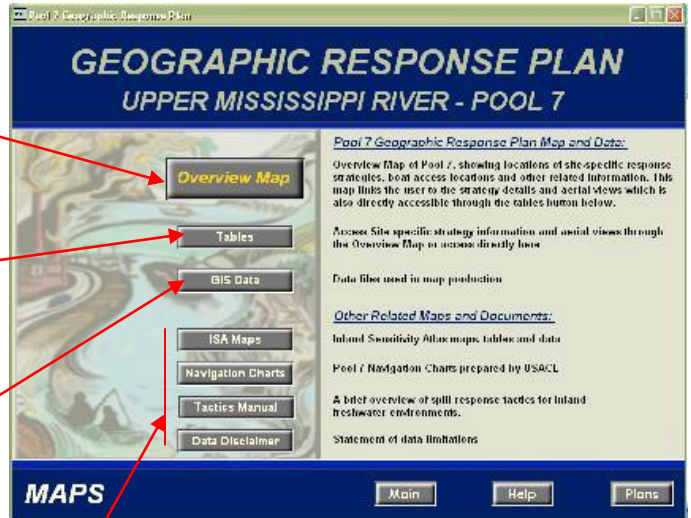 Pool 7 Geographic Response Plan
GEOGRAPHIC RESPONSE PLAN
UPPER MISSISSIPPI RIVER - POOL 7
Pool 7 Geographic Response Plan Map and Data:
Overview Map
Overview Map of Pool 7, showing locations of site-specific response
strategies, boat access locations and other related information. This
map links the user to the strategy details and aerial views which is
also directly accessible through the tables button below.
Tables
Access Site specific strategy information and aerial views through
the Overview Map or access directly here
GIS Data
Data files used in map production
Other Related Maps and Documents:
ISA Maps
Inland Sensitivity Atlas maps, tables and data
Navigation Charts
Pool 7 Navigation Charts prepared by USACE
Tactics Manual
A brief overview of spill response tactics for inland
freshwater environments.
Data Disclaimer
Statement of data limitations
MAPS
Main
Help
Plans